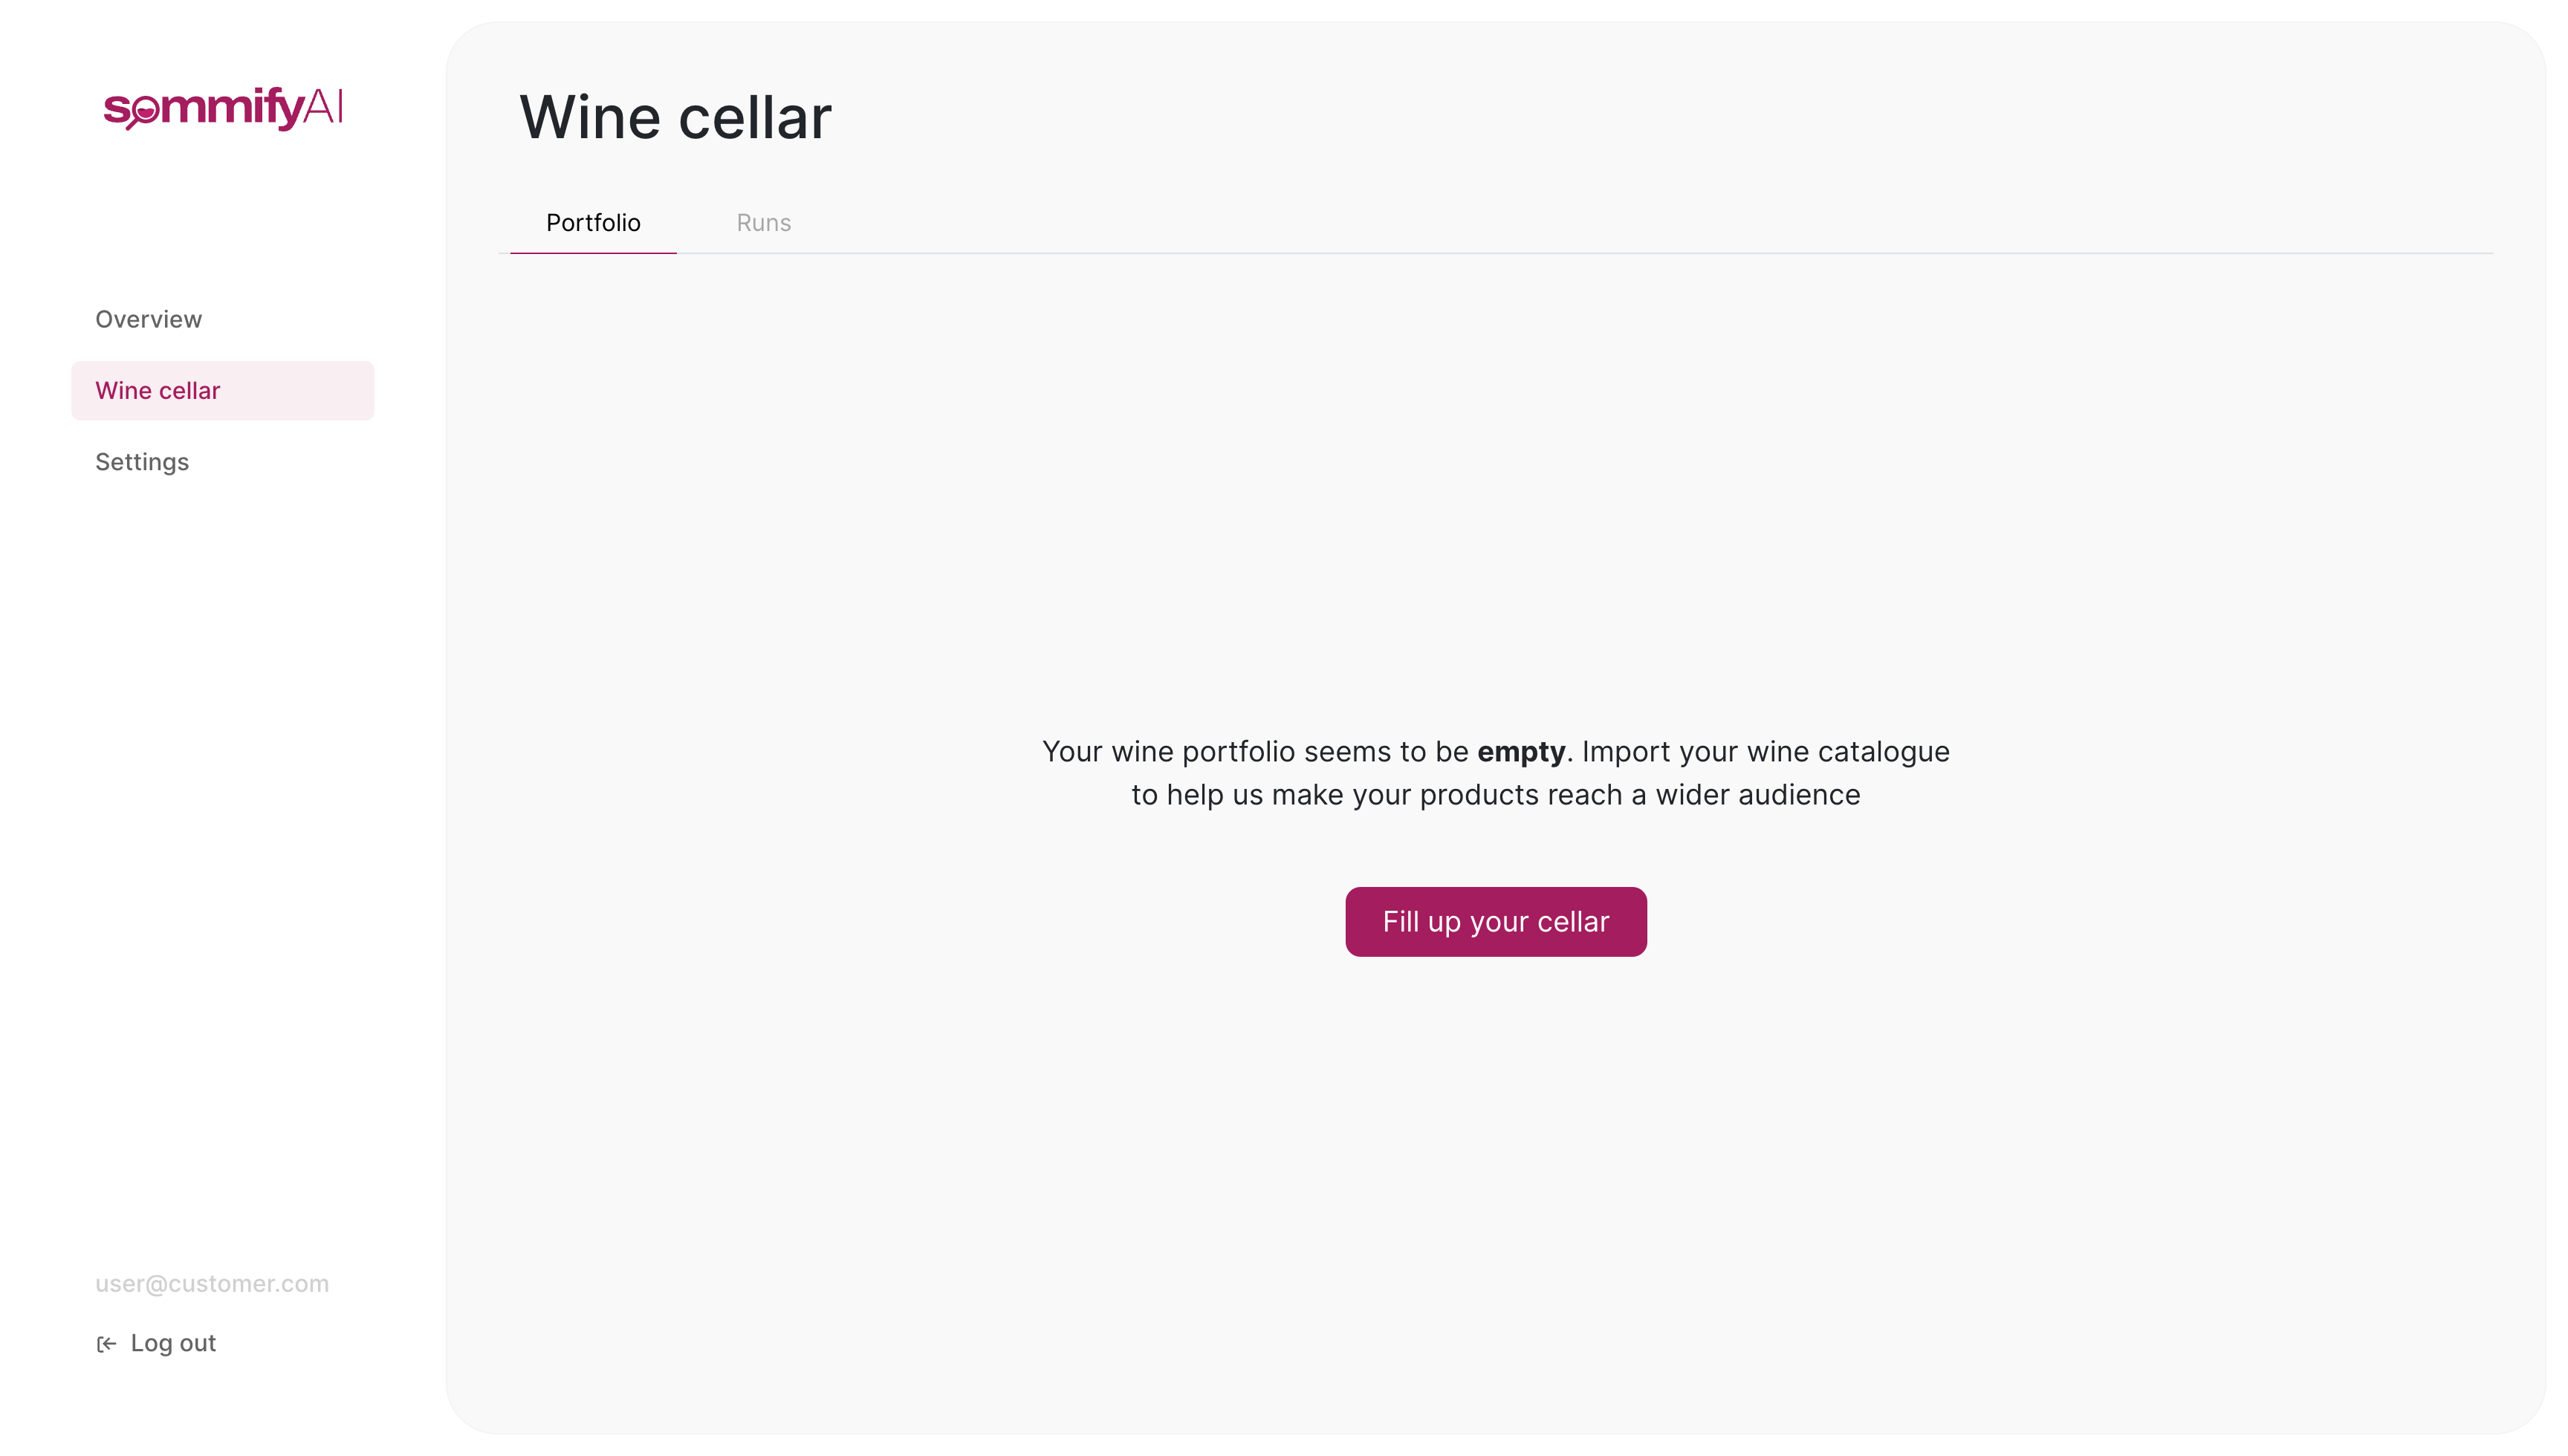 sommifyAI
Wine cellar
Portfolio
Runs
Overview
Wine cellar
Settings
Your wine portfolio seems to be empty. Import your wine catalogue
to help us make your products reach a wider audience
Fill up your cellar
user@customer.com
Log out